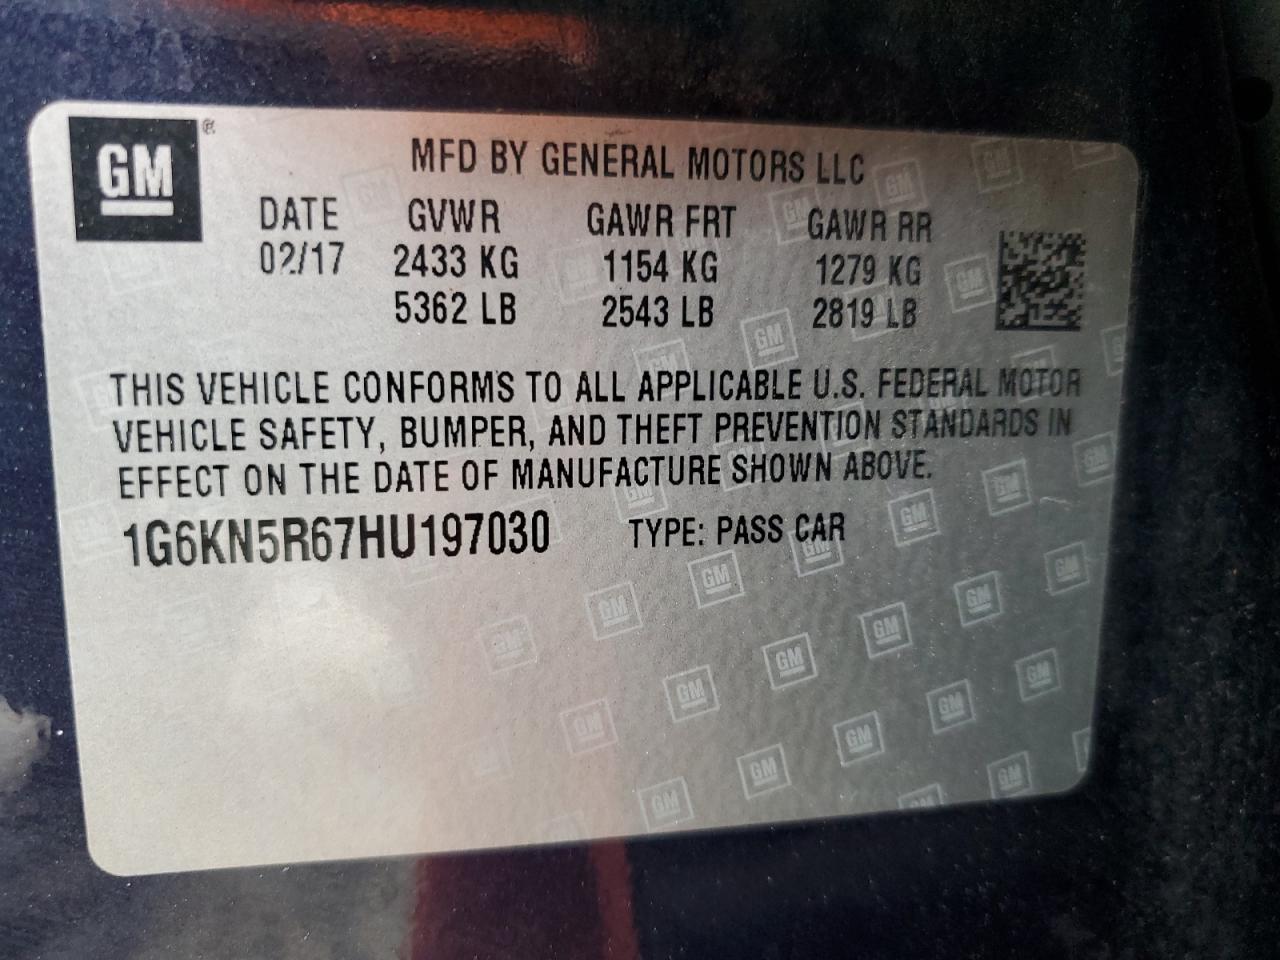 GM®
MFD BY GENERAL MOTORS LLC
DATE GVWR GAWR FRT GAWR RR
02/17 2433 KG 1154 KG 1279 KG
5362 LB 2543 LB 2819 LB
THIS VEHICLE CONFORMS TO ALL APPLICABLE U.S. FEDERAL MOTOR
VEHICLE SAFETY, BUMPER, AND THEFT PREVENTION STANDARDS IN
EFFECT ON THE DATE OF MANUFACTURE SHOWN ABOVE.
1G6KN5R67HU197030 TYPE: PASS CAR